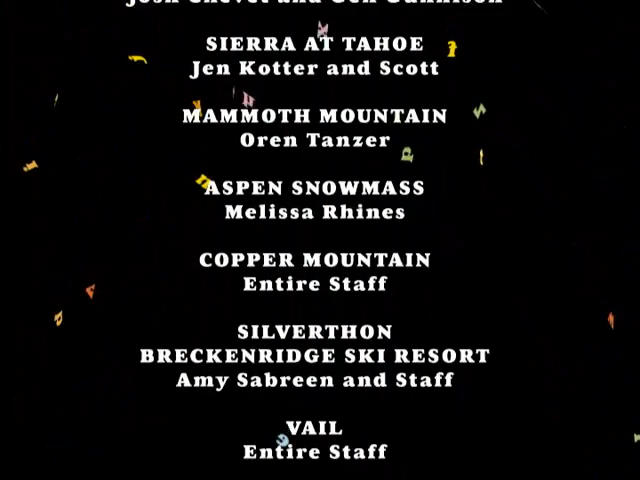 SIERRA AT TAHOE
Jen Kotter and Scott
MAMMOTH MOUNTAIN
Oren Tanzer
ASPEN SNOWMASS
Melissa Rhines
COPPER MOUNTAIN
Entire Staff
SILVERTHON
BRECKENRIDGE SKI RESORT
Amy Sabreen and Staff
VAIL
Entire Staff